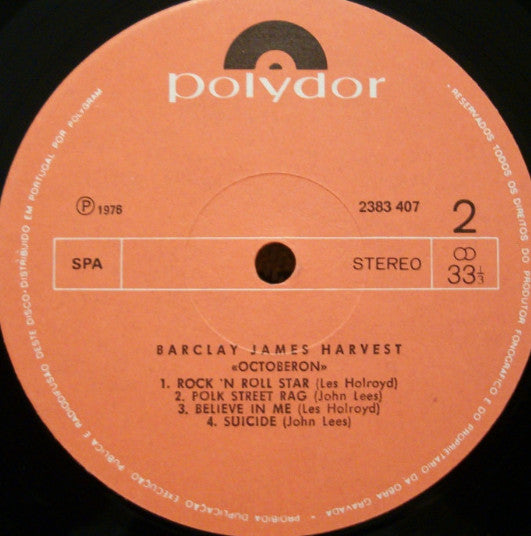 polydor
℗ 1976
2383 407
2
SPA
STEREO
33⅓
BARCLAY JAMES HARVEST
«OCTOBERON»
1. ROCK 'N ROLL STAR (Les Holroyd)
2. POLK STREET RAG (John Lees)
3. BELIEVE IN ME (Les Holroyd)
4. SUICIDE (John Lees)
· RESERVADOS TODOS OS DIREITOS DO PRODUTOR FONOGRÁFICO E DO PROPRIETÁRIO DA OBRA GRAVADA · PROIBIDA DUPLICAÇÃO, EXECUÇÃO PÚBLICA E RADIODIFUSÃO DESTE DISCO · DISTRIBUIDO EM PORTUGAL POR POLYGRAM